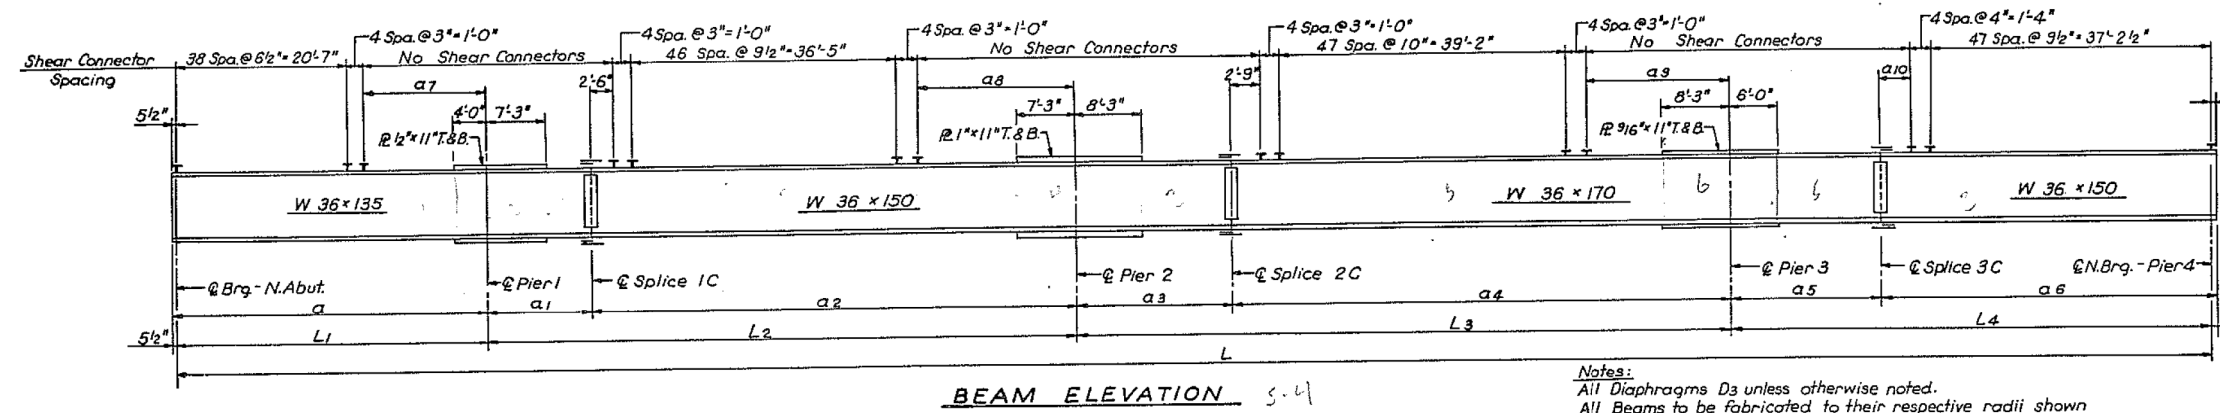 4 Spa.@3"=1'-0"
4 Spa.@3"=1'-0"
4 Spa.@3"=1'-0"
4 Spa.@3"=1'-0"
4 Spa.@3"=1'-0"
4 Spa.@4"=1'-4"
Shear Connector
Spacing
38 Spa.@6½"=20'-7"
No Shear Connectors
46 Spa.@9½"=36'-5"
No Shear Connectors
47 Spa.@10"=39'-2"
No Shear Connectors
47 Spa.@9½"=37'-2½"
a7
2'-6"
a8
2'-9"
a9
a10
5½"
4'-0"
7'-3"
7'-3"
8'-3"
8'-3"
6'-0"
PL ½"×11"T.&B.
PL 1"×11"T.&B.
PL 9/16"×11"T.&B.
W 36×135
W 36×150
W 36×170
W 36×150
b
℄ Brg.-N.Abut.
℄ Pier 1
℄ Splice 1C
℄ Pier 2
℄ Splice 2C
℄ Pier 3
℄ Splice 3C
℄ N.Brg.-Pier 4
a
a1
a2
a3
a4
a5
a6
5½"
L1
L2
L3
L4
L
BEAM ELEVATION
5-4
Notes:
All Diaphragms D3 unless otherwise noted.
All Beams to be fabricated to their respective radii shown